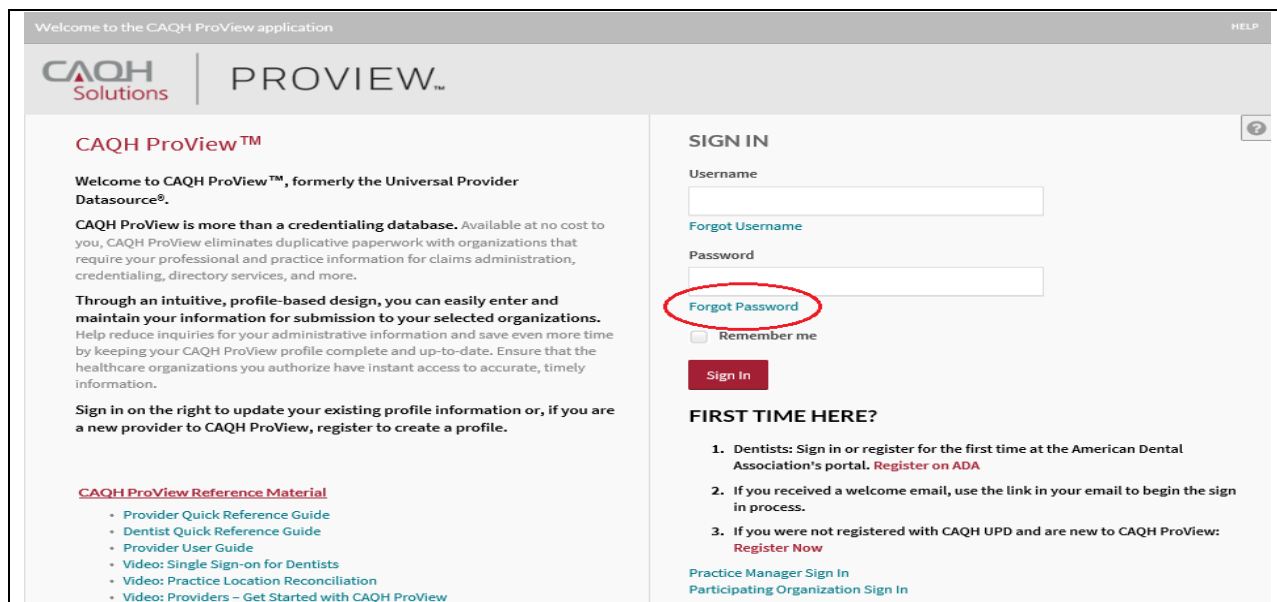 Welcome to the CAQH ProView application
HELP
CAQH
Solutions
PROVIEW™
CAQH ProView™
Welcome to CAQH ProView™, formerly the Universal Provider
Datasource®.
CAQH ProView is more than a credentialing database. Available at no cost to
you, CAQH ProView eliminates duplicative paperwork with organizations that
require your professional and practice information for claims administration,
credentialing, directory services, and more.
Through an intuitive, profile-based design, you can easily enter and
maintain your information for submission to your selected organizations.
Help reduce inquiries for your administrative information and save even more time
by keeping your CAQH ProView profile complete and up-to-date. Ensure that the
healthcare organizations you authorize have instant access to accurate, timely
information.
Sign in on the right to update your existing profile information or, if you are
a new provider to CAQH ProView, register to create a profile.
CAQH ProView Reference Material
• Provider Quick Reference Guide
• Dentist Quick Reference Guide
• Provider User Guide
• Video: Single Sign-on for Dentists
• Video: Practice Location Reconciliation
• Video: Providers – Get Started with CAQH ProView
?
SIGN IN
Username
Forgot Username
Password
Forgot Password
Remember me
Sign In
FIRST TIME HERE?
1. Dentists: Sign in or register for the first time at the American Dental
Association's portal. Register on ADA
2. If you received a welcome email, use the link in your email to begin the sign
in process.
3. If you were not registered with CAQH UPD and are new to CAQH ProView:
Register Now
Practice Manager Sign In
Participating Organization Sign In